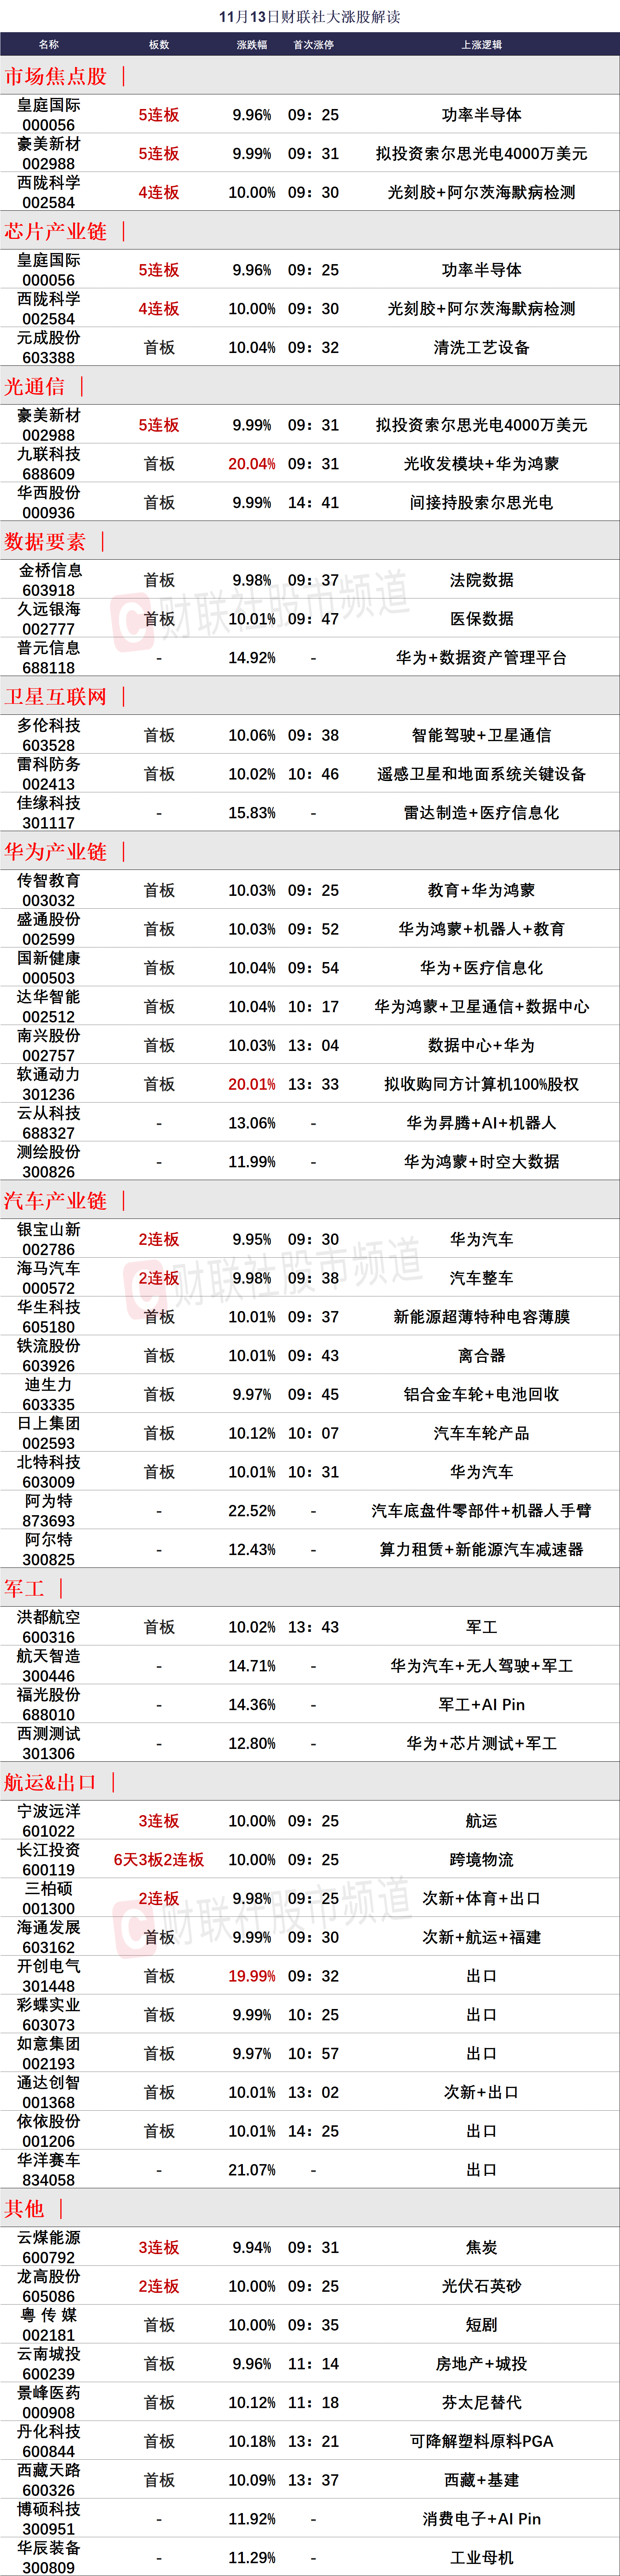 11月13日财联社大涨股解读
名称 板数 涨跌幅 首次涨停 上涨逻辑
市场焦点股 |
皇庭国际
000056 5连板 9.96% 09：25 功率半导体
豪美新材
002988 5连板 9.99% 09：31 拟投资索尔思光电4000万美元
西陇科学
002584 4连板 10.00% 09：30 光刻胶+阿尔茨海默病检测
芯片产业链 |
皇庭国际
000056 5连板 9.96% 09：25 功率半导体
西陇科学
002584 4连板 10.00% 09：30 光刻胶+阿尔茨海默病检测
元成股份
603388 首板 10.04% 09：32 清洗工艺设备
光通信 |
豪美新材
002988 5连板 9.99% 09：31 拟投资索尔思光电4000万美元
九联科技
688609 首板 20.04% 09：31 光收发模块+华为鸿蒙
华西股份
000936 首板 9.99% 14：41 间接持股索尔思光电
数据要素 |
金桥信息
603918 首板 9.98% 09：37 法院数据
久远银海
002777 首板 10.01% 09：47 医保数据
普元信息
688118 - 14.92% - 华为+数据资产管理平台
卫星互联网 |
多伦科技
603528 首板 10.06% 09：38 智能驾驶+卫星通信
雷科防务
002413 首板 10.02% 10：46 遥感卫星和地面系统关键设备
佳缘科技
301117 - 15.83% - 雷达制造+医疗信息化
华为产业链 |
传智教育
003032 首板 10.03% 09：25 教育+华为鸿蒙
盛通股份
002599 首板 10.03% 09：52 华为鸿蒙+机器人+教育
国新健康
000503 首板 10.04% 09：54 华为+医疗信息化
达华智能
002512 首板 10.04% 10：17 华为鸿蒙+卫星通信+数据中心
南兴股份
002757 首板 10.03% 13：04 数据中心+华为
软通动力
301236 首板 20.01% 13：33 拟收购同方计算机100%股权
云从科技
688327 - 13.06% - 华为昇腾+AI+机器人
测绘股份
300826 - 11.99% - 华为鸿蒙+时空大数据
汽车产业链 |
银宝山新
002786 2连板 9.95% 09：30 华为汽车
海马汽车
000572 2连板 9.98% 09：38 汽车整车
华生科技
605180 首板 10.01% 09：37 新能源超薄特种电容薄膜
铁流股份
603926 首板 10.01% 09：43 离合器
迪生力
603335 首板 9.97% 09：45 铝合金车轮+电池回收
日上集团
002593 首板 10.12% 10：07 汽车车轮产品
北特科技
603009 首板 10.01% 10：31 华为汽车
阿为特
873693 - 22.52% - 汽车底盘件零部件+机器人手臂
阿尔特
300825 - 12.43% - 算力租赁+新能源汽车减速器
军工 |
洪都航空
600316 首板 10.02% 13：43 军工
航天智造
300446 - 14.71% - 华为汽车+无人驾驶+军工
福光股份
688010 - 14.36% - 军工+AI Pin
西测测试
301306 - 12.80% - 华为+芯片测试+军工
航运&出口 |
宁波远洋
601022 3连板 10.00% 09：25 航运
长江投资
600119 6天3板2连板 10.00% 09：25 跨境物流
三柏硕
001300 2连板 9.98% 09：25 次新+体育+出口
海通发展
603162 首板 9.99% 09：30 次新+航运+福建
开创电气
301448 首板 19.99% 09：32 出口
彩蝶实业
603073 首板 9.99% 10：25 出口
如意集团
002193 首板 9.97% 10：57 出口
通达创智
001368 首板 10.01% 13：02 次新+出口
依依股份
001206 首板 10.01% 14：25 出口
华洋赛车
834058 - 21.07% - 出口
其他 |
云煤能源
600792 3连板 9.94% 09：31 焦炭
龙高股份
605086 2连板 10.00% 09：25 光伏石英砂
粤 传 媒
002181 首板 10.00% 09：35 短剧
云南城投
600239 首板 9.96% 11：14 房地产+城投
景峰医药
000908 首板 10.12% 11：18 芬太尼替代
丹化科技
600844 首板 10.18% 13：21 可降解塑料原料PGA
西藏天路
600326 首板 10.09% 13：37 西藏+基建
博硕科技
300951 - 11.92% - 消费电子+AI Pin
华辰装备
300809 - 11.29% - 工业母机
财联社股市频道
财联社股市频道
财联社股市频道